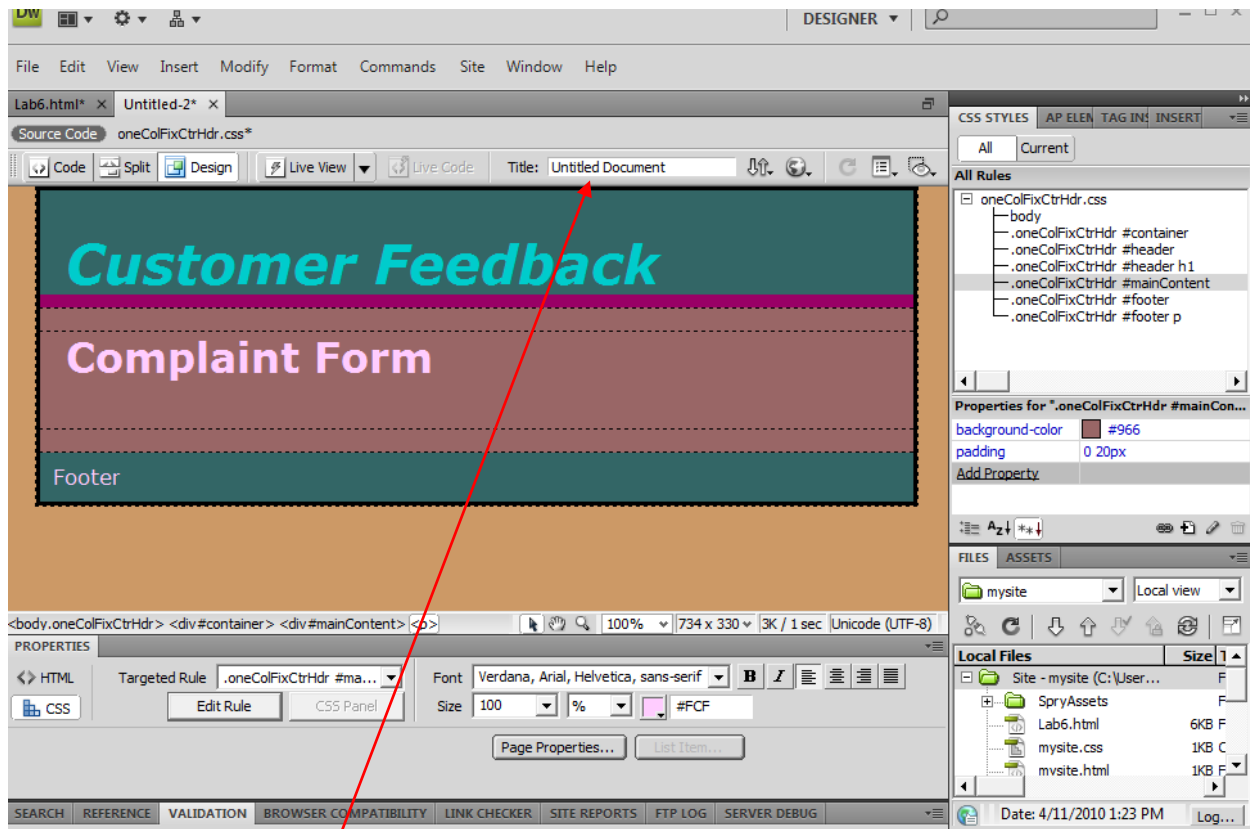 Dw DESIGNER
File Edit View Insert Modify Format Commands Site Window Help
Lab6.html* × Untitled-2* ×
Source Code oneColFixCtrHdr.css*
Code Split Design Live View Live Code Title: Untitled Document
Customer Feedback
Complaint Form
Footer
<body.oneColFixCtrHdr> <div#container> <div#mainContent> <p> 100% 734 x 330 3K / 1 sec Unicode (UTF-8)
PROPERTIES
<> HTML Targeted Rule .oneColFixCtrHdr #ma... Font Verdana, Arial, Helvetica, sans-serif B I
CSS Edit Rule CSS Panel Size 100 % #FCF
Page Properties... List Item...
SEARCH REFERENCE VALIDATION BROWSER COMPATIBILITY LINK CHECKER SITE REPORTS FTP LOG SERVER DEBUG
CSS STYLES AP ELEN TAG IN INSERT
All Current
All Rules
oneColFixCtrHdr.css
body
.oneColFixCtrHdr #container
.oneColFixCtrHdr #header
.oneColFixCtrHdr #header h1
.oneColFixCtrHdr #mainContent
.oneColFixCtrHdr #footer
.oneColFixCtrHdr #footer p
Properties for ".oneColFixCtrHdr #mainCon...
background-color #966
padding 0 20px
Add Property
FILES ASSETS
mysite Local view
Local Files Size T
Site - mysite (C:\User... F
SpryAssets F
Lab6.html 6KB F
mysite.css 1KB C
mysite.html 1KB F
Date: 4/11/2010 1:23 PM Log...